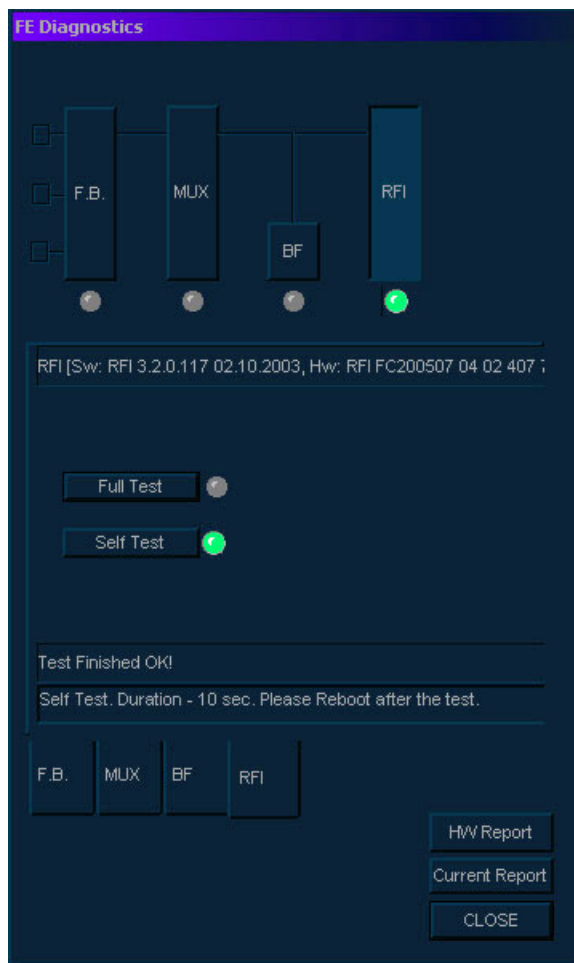 FE Diagnostics
F.B.
MUX
BF
RFI
RFI [Sw: RFI 3.2.0.117 02.10.2003, Hw: RFI FC200507 04 02 407
Full Test
Self Test
Test Finished OK!
Self Test. Duration - 10 sec. Please Reboot after the test.
F.B.
MUX
BF
RFI
HW Report
Current Report
CLOSE